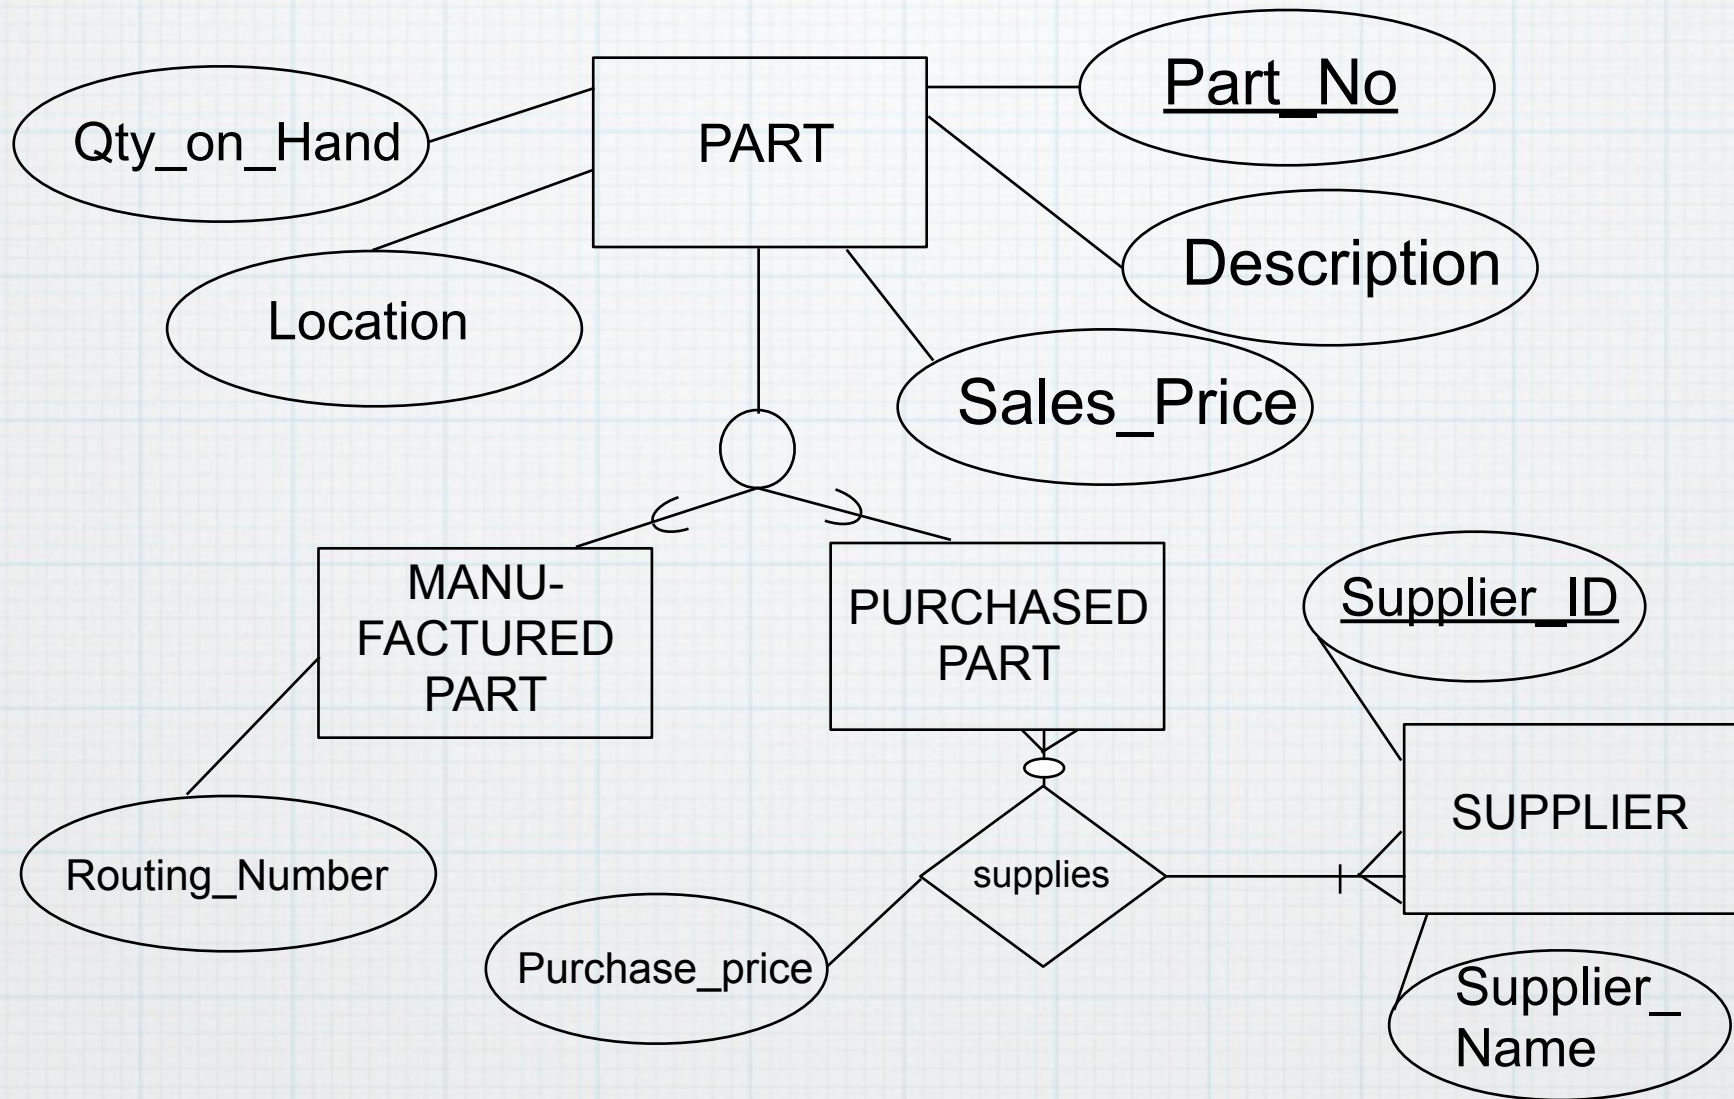 Part_No
Qty_on_Hand
PART
Description
Location
Sales_Price
MANU-
FACTURED
PART
PURCHASED
PART
Supplier_ID
SUPPLIER
Routing_Number
supplies
Purchase_price
Supplier_
Name